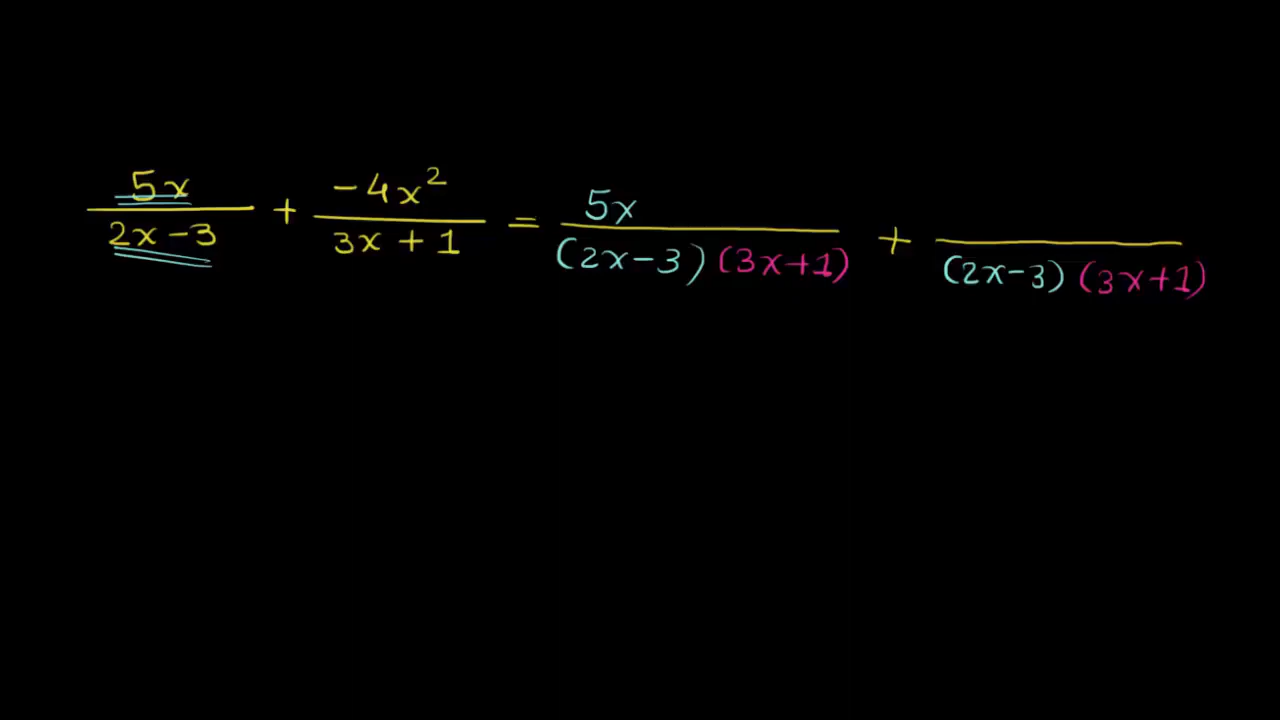 5x/(2x-3) + -4x²/(3x+1) = 5x/((2x-3)(3x+1)) + /((2x-3)(3x+1))